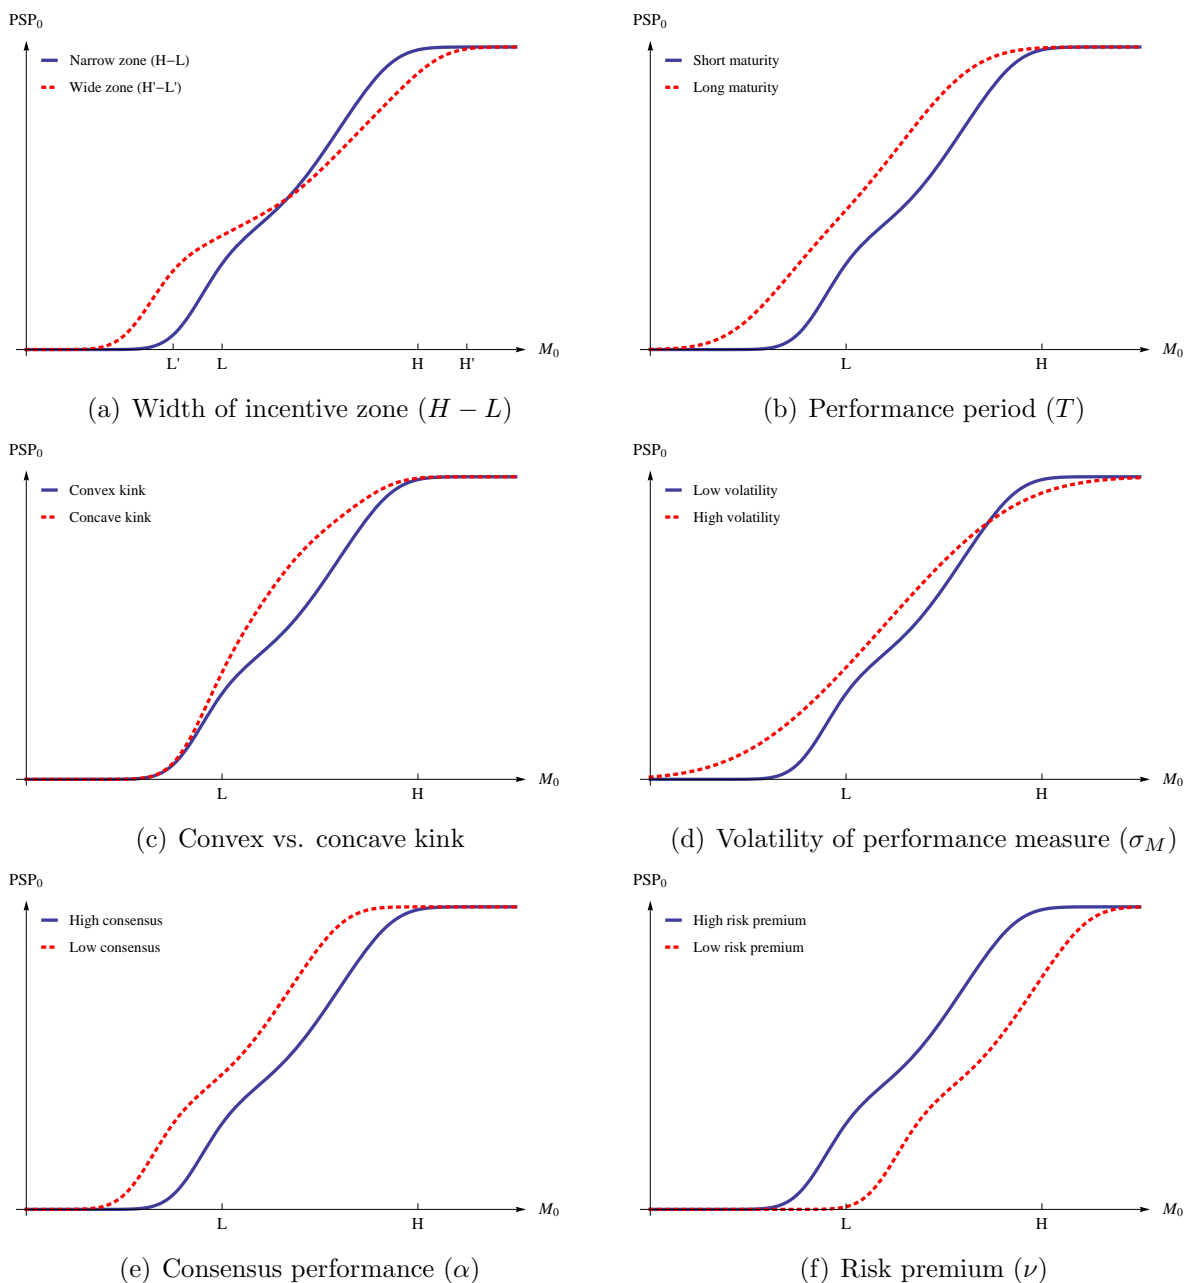 PSP₀ PSP₀
Narrow zone (H−L) Short maturity
Wide zone (H'−L') Long maturity
L' L H H' M₀ L H M₀
(a) Width of incentive zone (H − L) (b) Performance period (T)
PSP₀ PSP₀
Convex kink Low volatility
Concave kink High volatility
L H M₀ L H M₀
(c) Convex vs. concave kink (d) Volatility of performance measure (σ_M)
PSP₀ PSP₀
High consensus High risk premium
Low consensus Low risk premium
L H M₀ L H M₀
(e) Consensus performance (α) (f) Risk premium (ν)